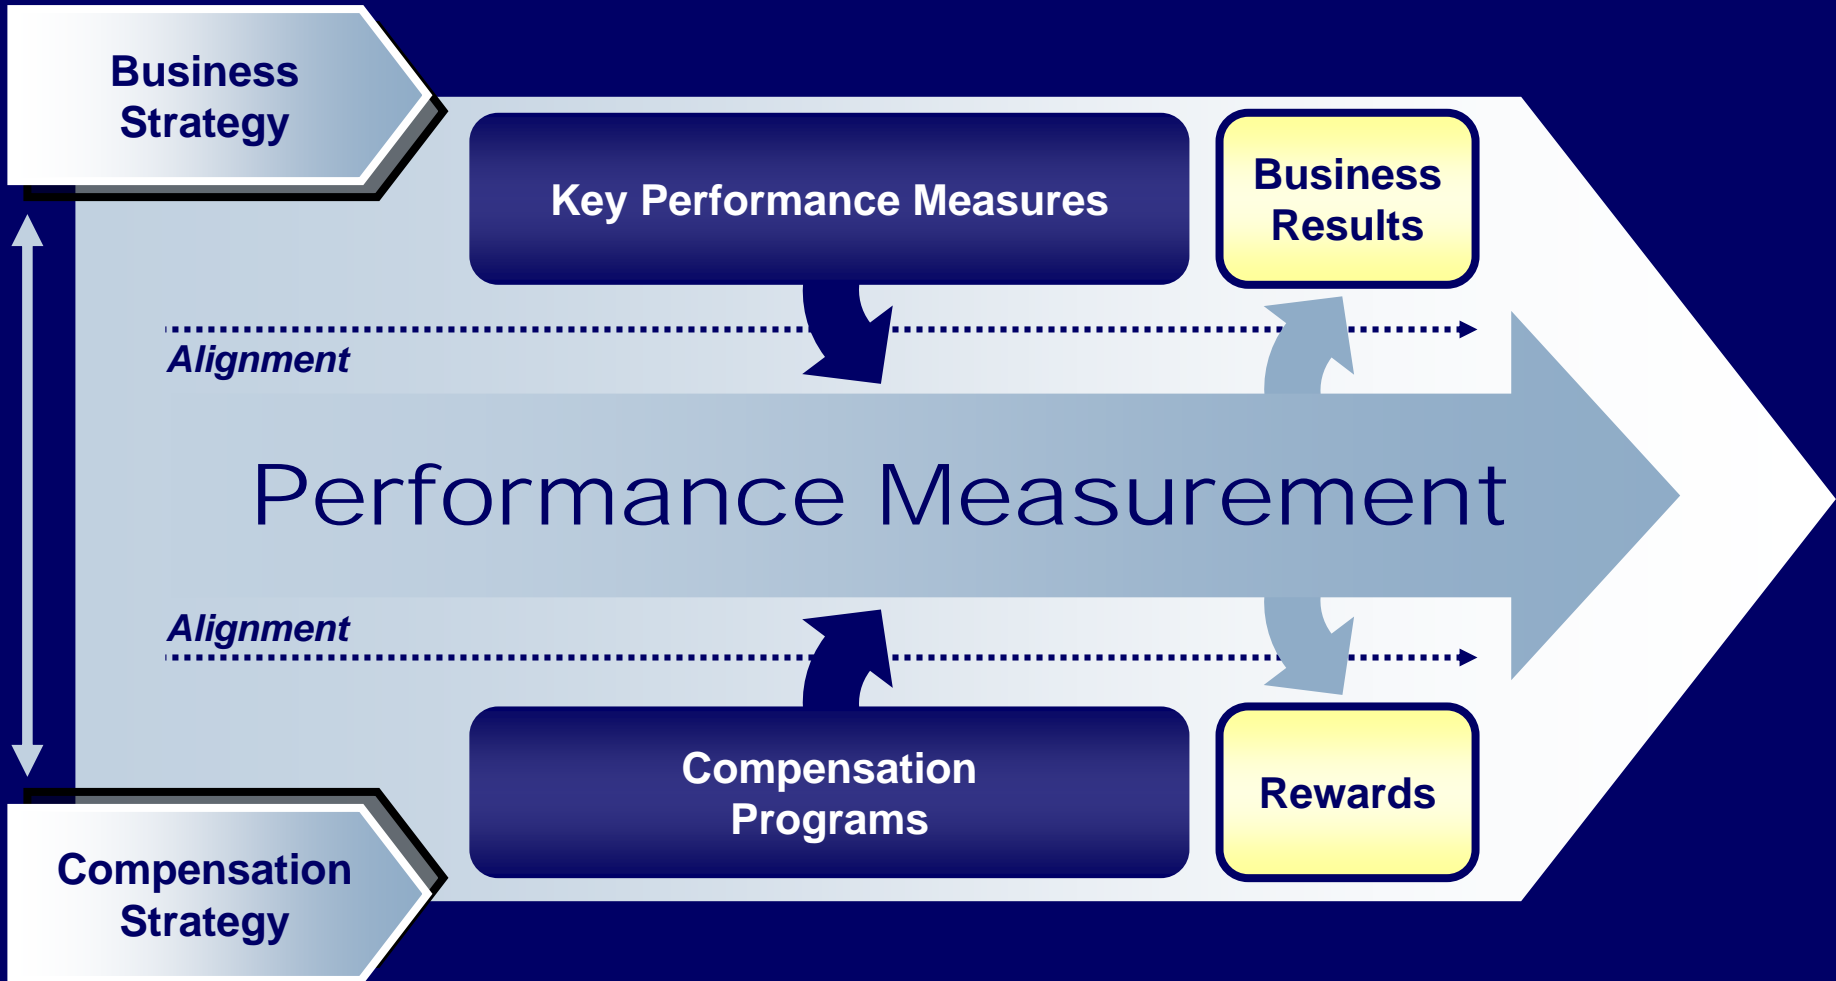 Business
Strategy
Key Performance Measures
Business
Results
Alignment
Performance Measurement
Alignment
Compensation
Programs
Rewards
Compensation
Strategy